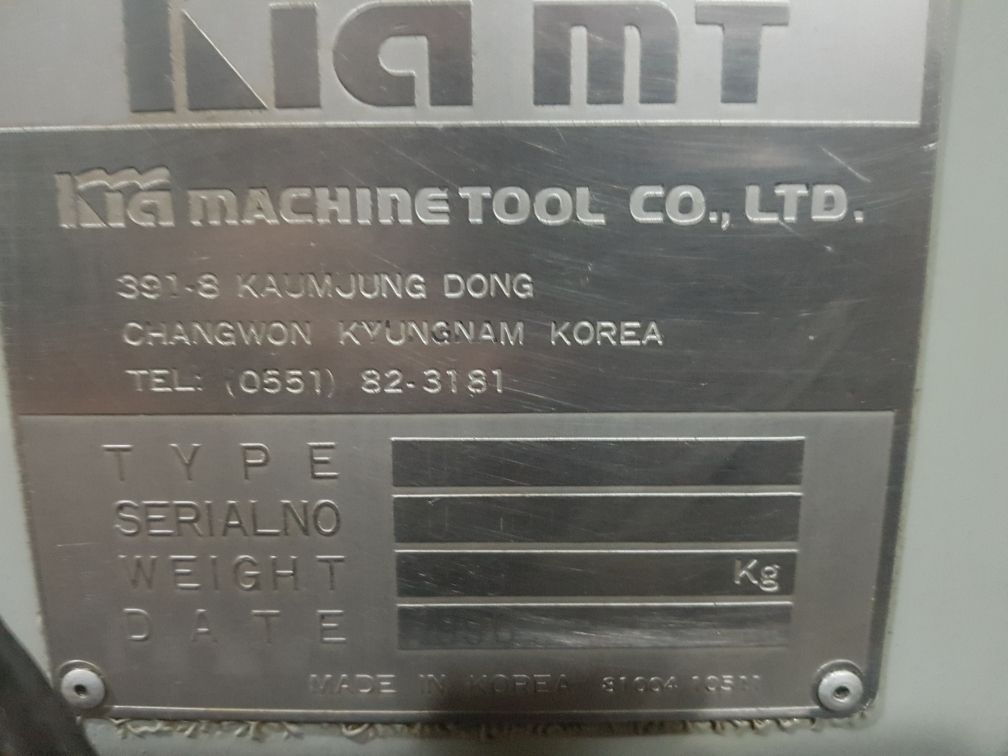 Kia MT
Kia MACHINE TOOL CO., LTD.
391-8 KAUMJUNG DONG
CHANGWON KYUNGNAM KOREA
TEL: (0551) 82-3181
TYPE
SERIALNO
WEIGHT Kg
DATE
MADE IN KOREA